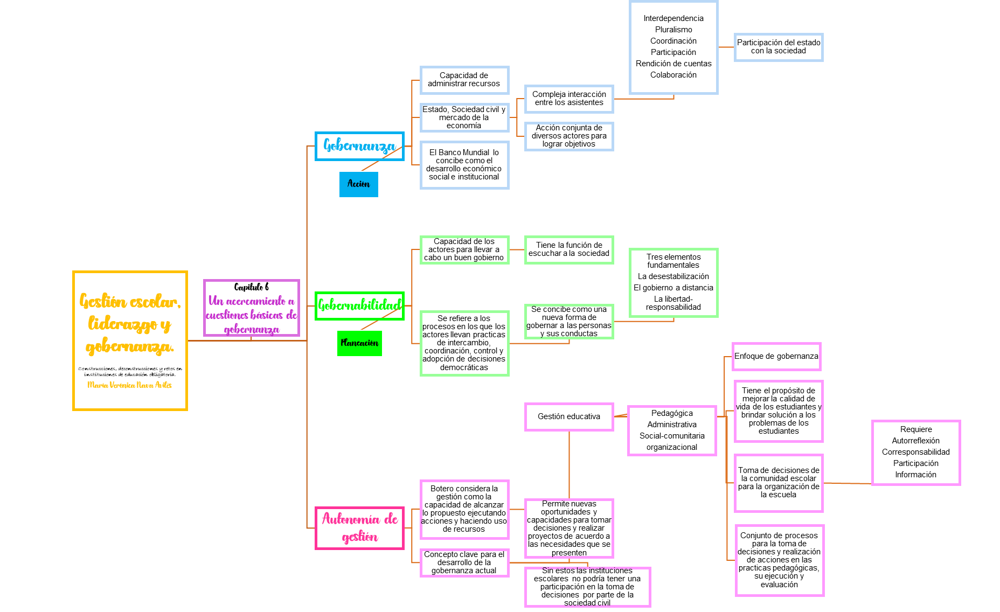 Gestión escolar,
liderazgo y
gobernanza.
Construcciones, deconstrucciones y retos en
instituciones de educación obligatoria.
María Verónica Nava Avilés
Capitulo 6
Un acercamiento a
cuestiones básicas de
gobernanza
Gobernanza
Acción
Capacidad de
administrar recursos
Estado, Sociedad civil y
mercado de la
economía
El Banco Mundial lo
concibe como el
desarrollo económico
social e institucional
Compleja interacción
entre los asistentes
Acción conjunta de
diversos actores para
lograr objetivos
Interdependencia
Pluralismo
Coordinación
Participación
Rendición de cuentas
Colaboración
Participación del estado
con la sociedad
Gobernabilidad
Planeación
Capacidad de los
actores para llevar a
cabo un buen gobierno
Tiene la función de
escuchar a la sociedad
Se refiere a los
procesos en los que los
actores llevan practicas
de intercambio,
coordinación, control y
adopción de decisiones
democráticas
Se concibe como una
nueva forma de
gobernar a las personas
y sus conductas
Tres elementos
fundamentales
La desestabilización
El gobierno a distancia
La libertad-
responsabilidad
Autonomía de
gestión
Botero considera la
gestión como la
capacidad de alcanzar
lo propuesto ejecutando
acciones y haciendo uso
de recursos
Concepto clave para el
desarrollo de la
gobernanza actual
Gestión educativa
Permite nuevas
oportunidades y
capacidades para tomar
decisiones y realizar
proyectos de acuerdo a
las necesidades que se
presenten
Sin estos las instituciones
escolares no podría tener una
participación en la toma de
decisiones por parte de la
sociedad civil
Pedagógica
Administrativa
Social-comunitaria
organizacional
Enfoque de gobernanza
Tiene el propósito de
mejorar la calidad de
vida de los estudiantes y
brindar solución a los
problemas de los
estudiantes
Toma de decisiones de
la comunidad escolar
para la organización de
la escuela
Conjunto de procesos
para la toma de
decisiones y realización
de acciones en las
practicas pedagógicas,
su ejecución y
evaluación
Requiere
Autorreflexión
Corresponsabilidad
Participación
Información